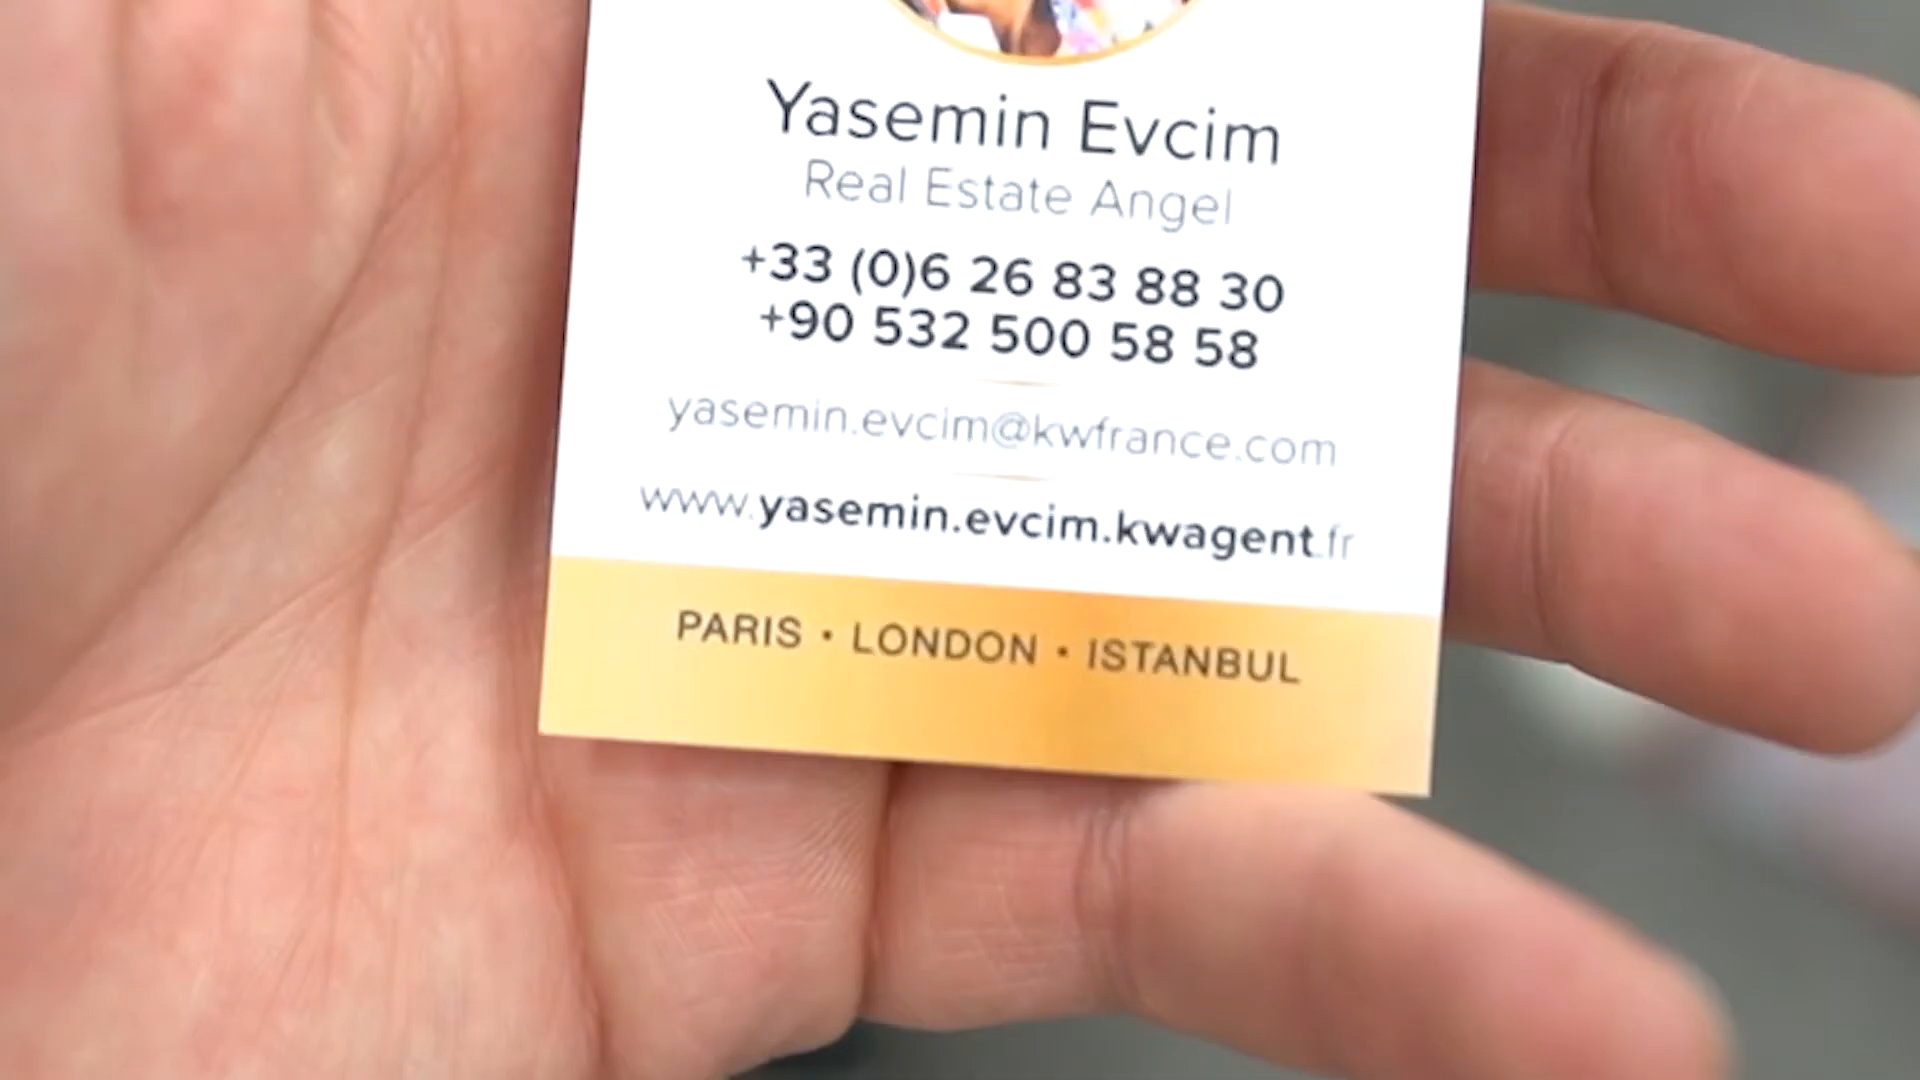 Yasemin Evcim
Real Estate Angel
+33 (0)6 26 83 88 30
+90 532 500 58 58
yasemin.evcim@kwfrance.com
www.yasemin.evcim.kwagent.fr
PARIS • LONDON • ISTANBUL